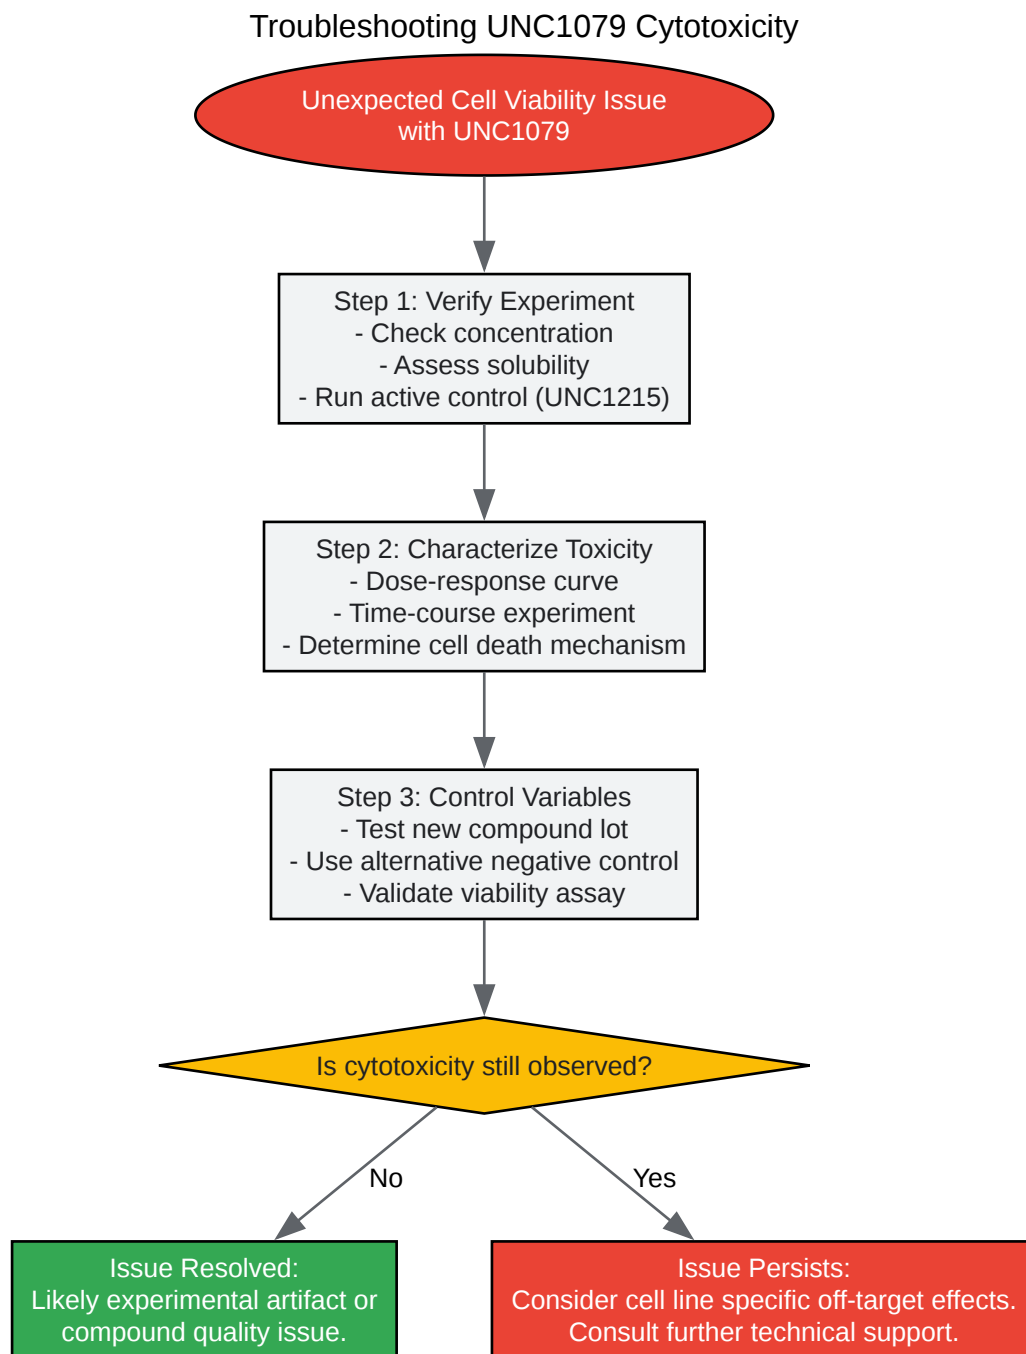 Troubleshooting UNC1079 Cytotoxicity
Unexpected Cell Viability Issue
with UNC1079
Step 1: Verify Experiment
- Check concentration
- Assess solubility
- Run active control (UNC1215)
Step 2: Characterize Toxicity
- Dose-response curve
- Time-course experiment
- Determine cell death mechanism
Step 3: Control Variables
- Test new compound lot
- Use alternative negative control
- Validate viability assay
Is cytotoxicity still observed?
No
Yes
Issue Resolved:
Likely experimental artifact or
compound quality issue.
Issue Persists:
Consider cell line specific off-target effects.
Consult further technical support.